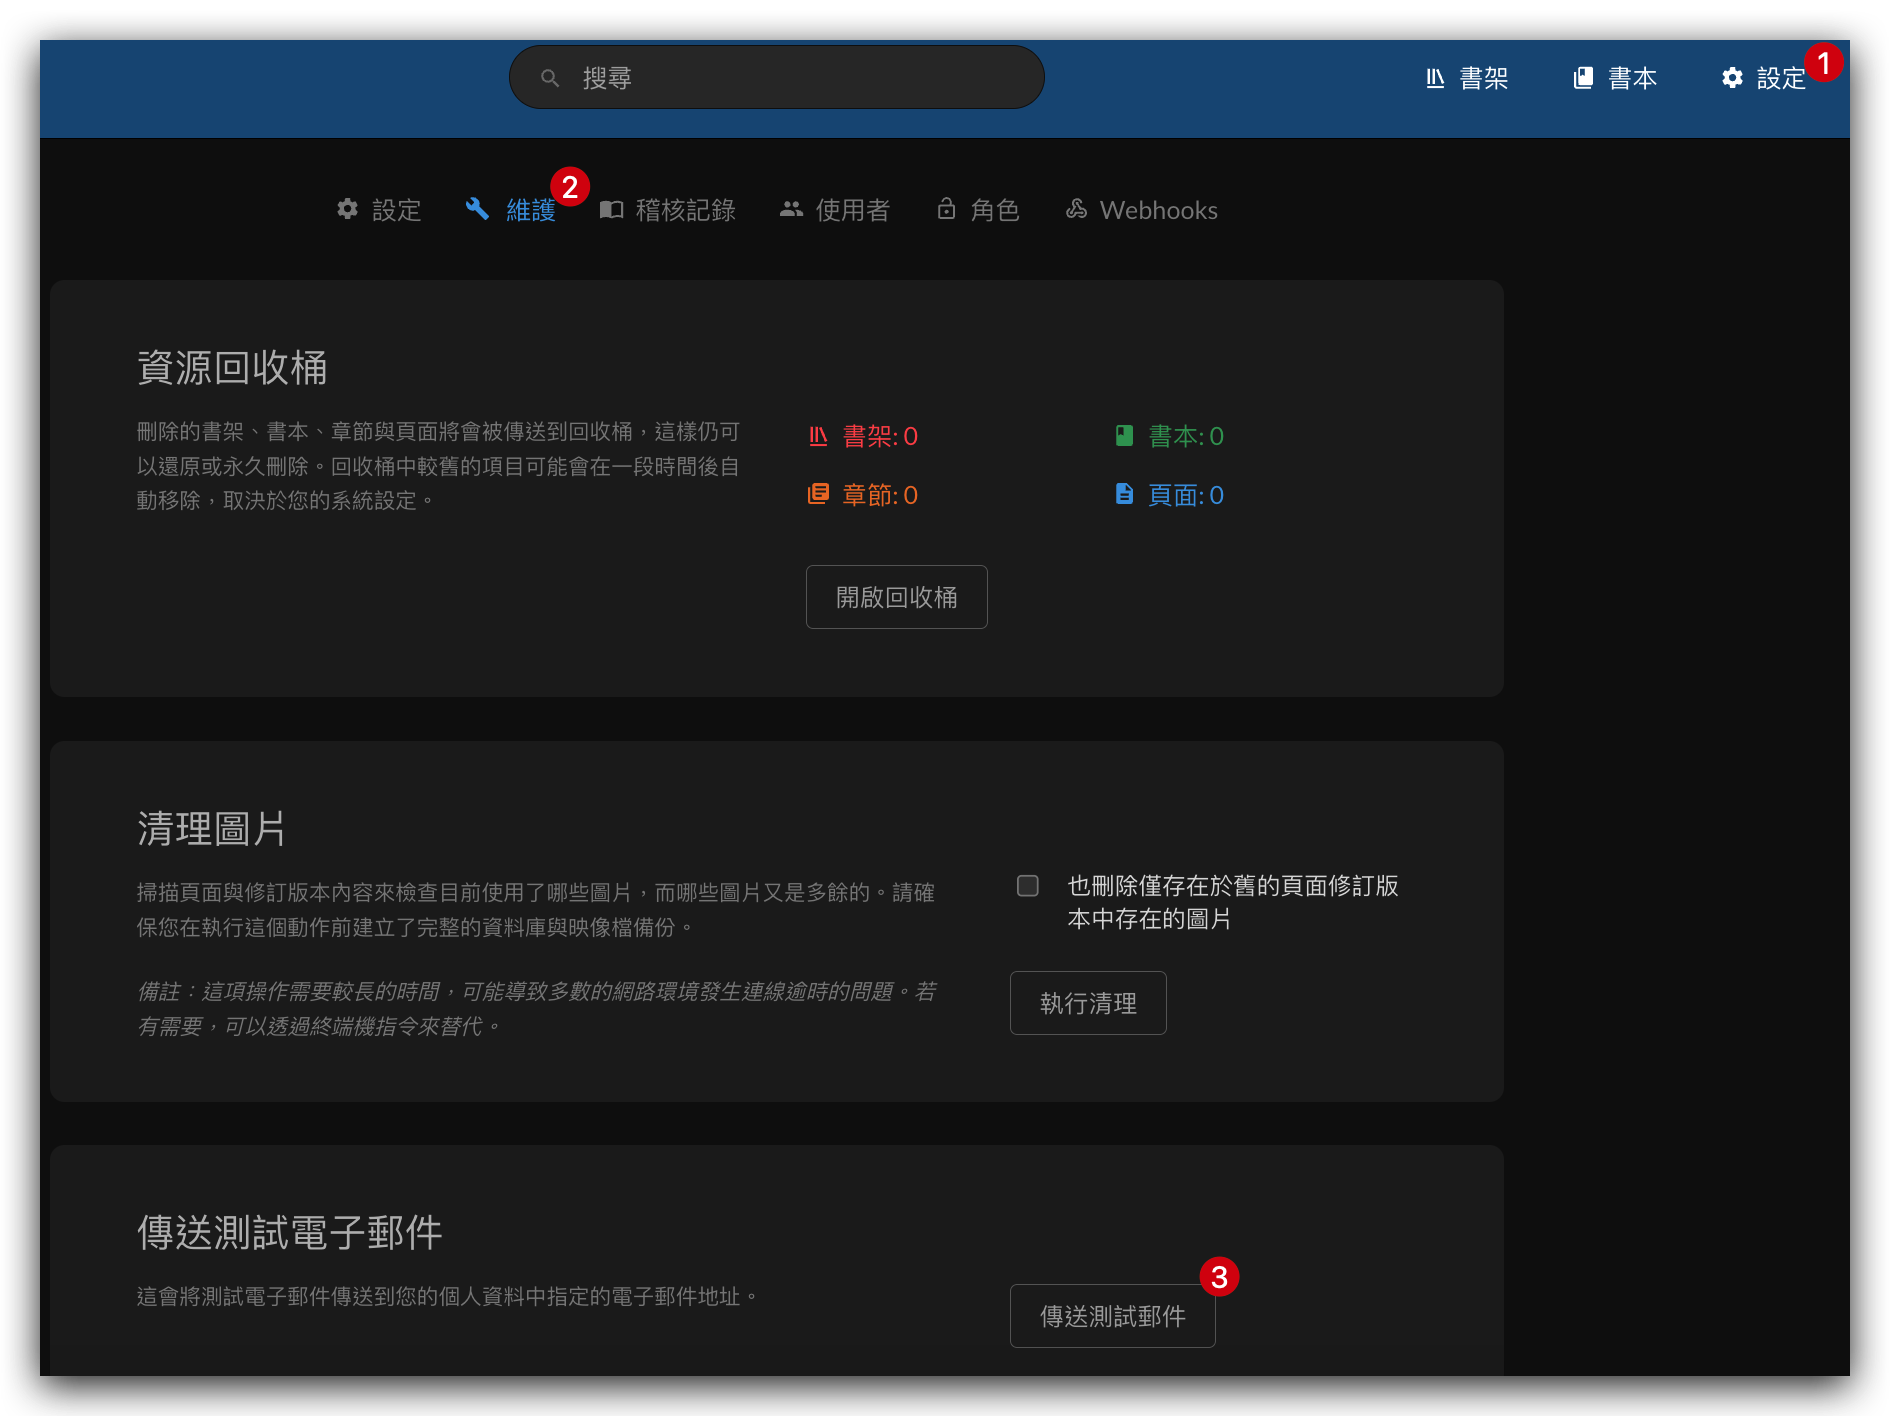 搜尋
書架
書本
設定
1
設定
維護
2
稽核記錄
使用者
角色
Webhooks
資源回收桶
刪除的書架、書本、章節與頁面將會被傳送到回收桶，這樣仍可
以還原或永久刪除。回收桶中較舊的項目可能會在一段時間後自
動移除，取決於您的系統設定。
書架: 0
書本: 0
章節: 0
頁面: 0
開啟回收桶
清理圖片
掃描頁面與修訂版本內容來檢查目前使用了哪些圖片，而哪些圖片又是多餘的。請確
保您在執行這個動作前建立了完整的資料庫與映像檔備份。
備註：這項操作需要較長的時間，可能導致多數的網路環境發生連線逾時的問題。若
有需要，可以透過終端機指令來替代。
也刪除僅存在於舊的頁面修訂版
本中存在的圖片
執行清理
傳送測試電子郵件
這會將測試電子郵件傳送到您的個人資料中指定的電子郵件地址。
3
傳送測試郵件